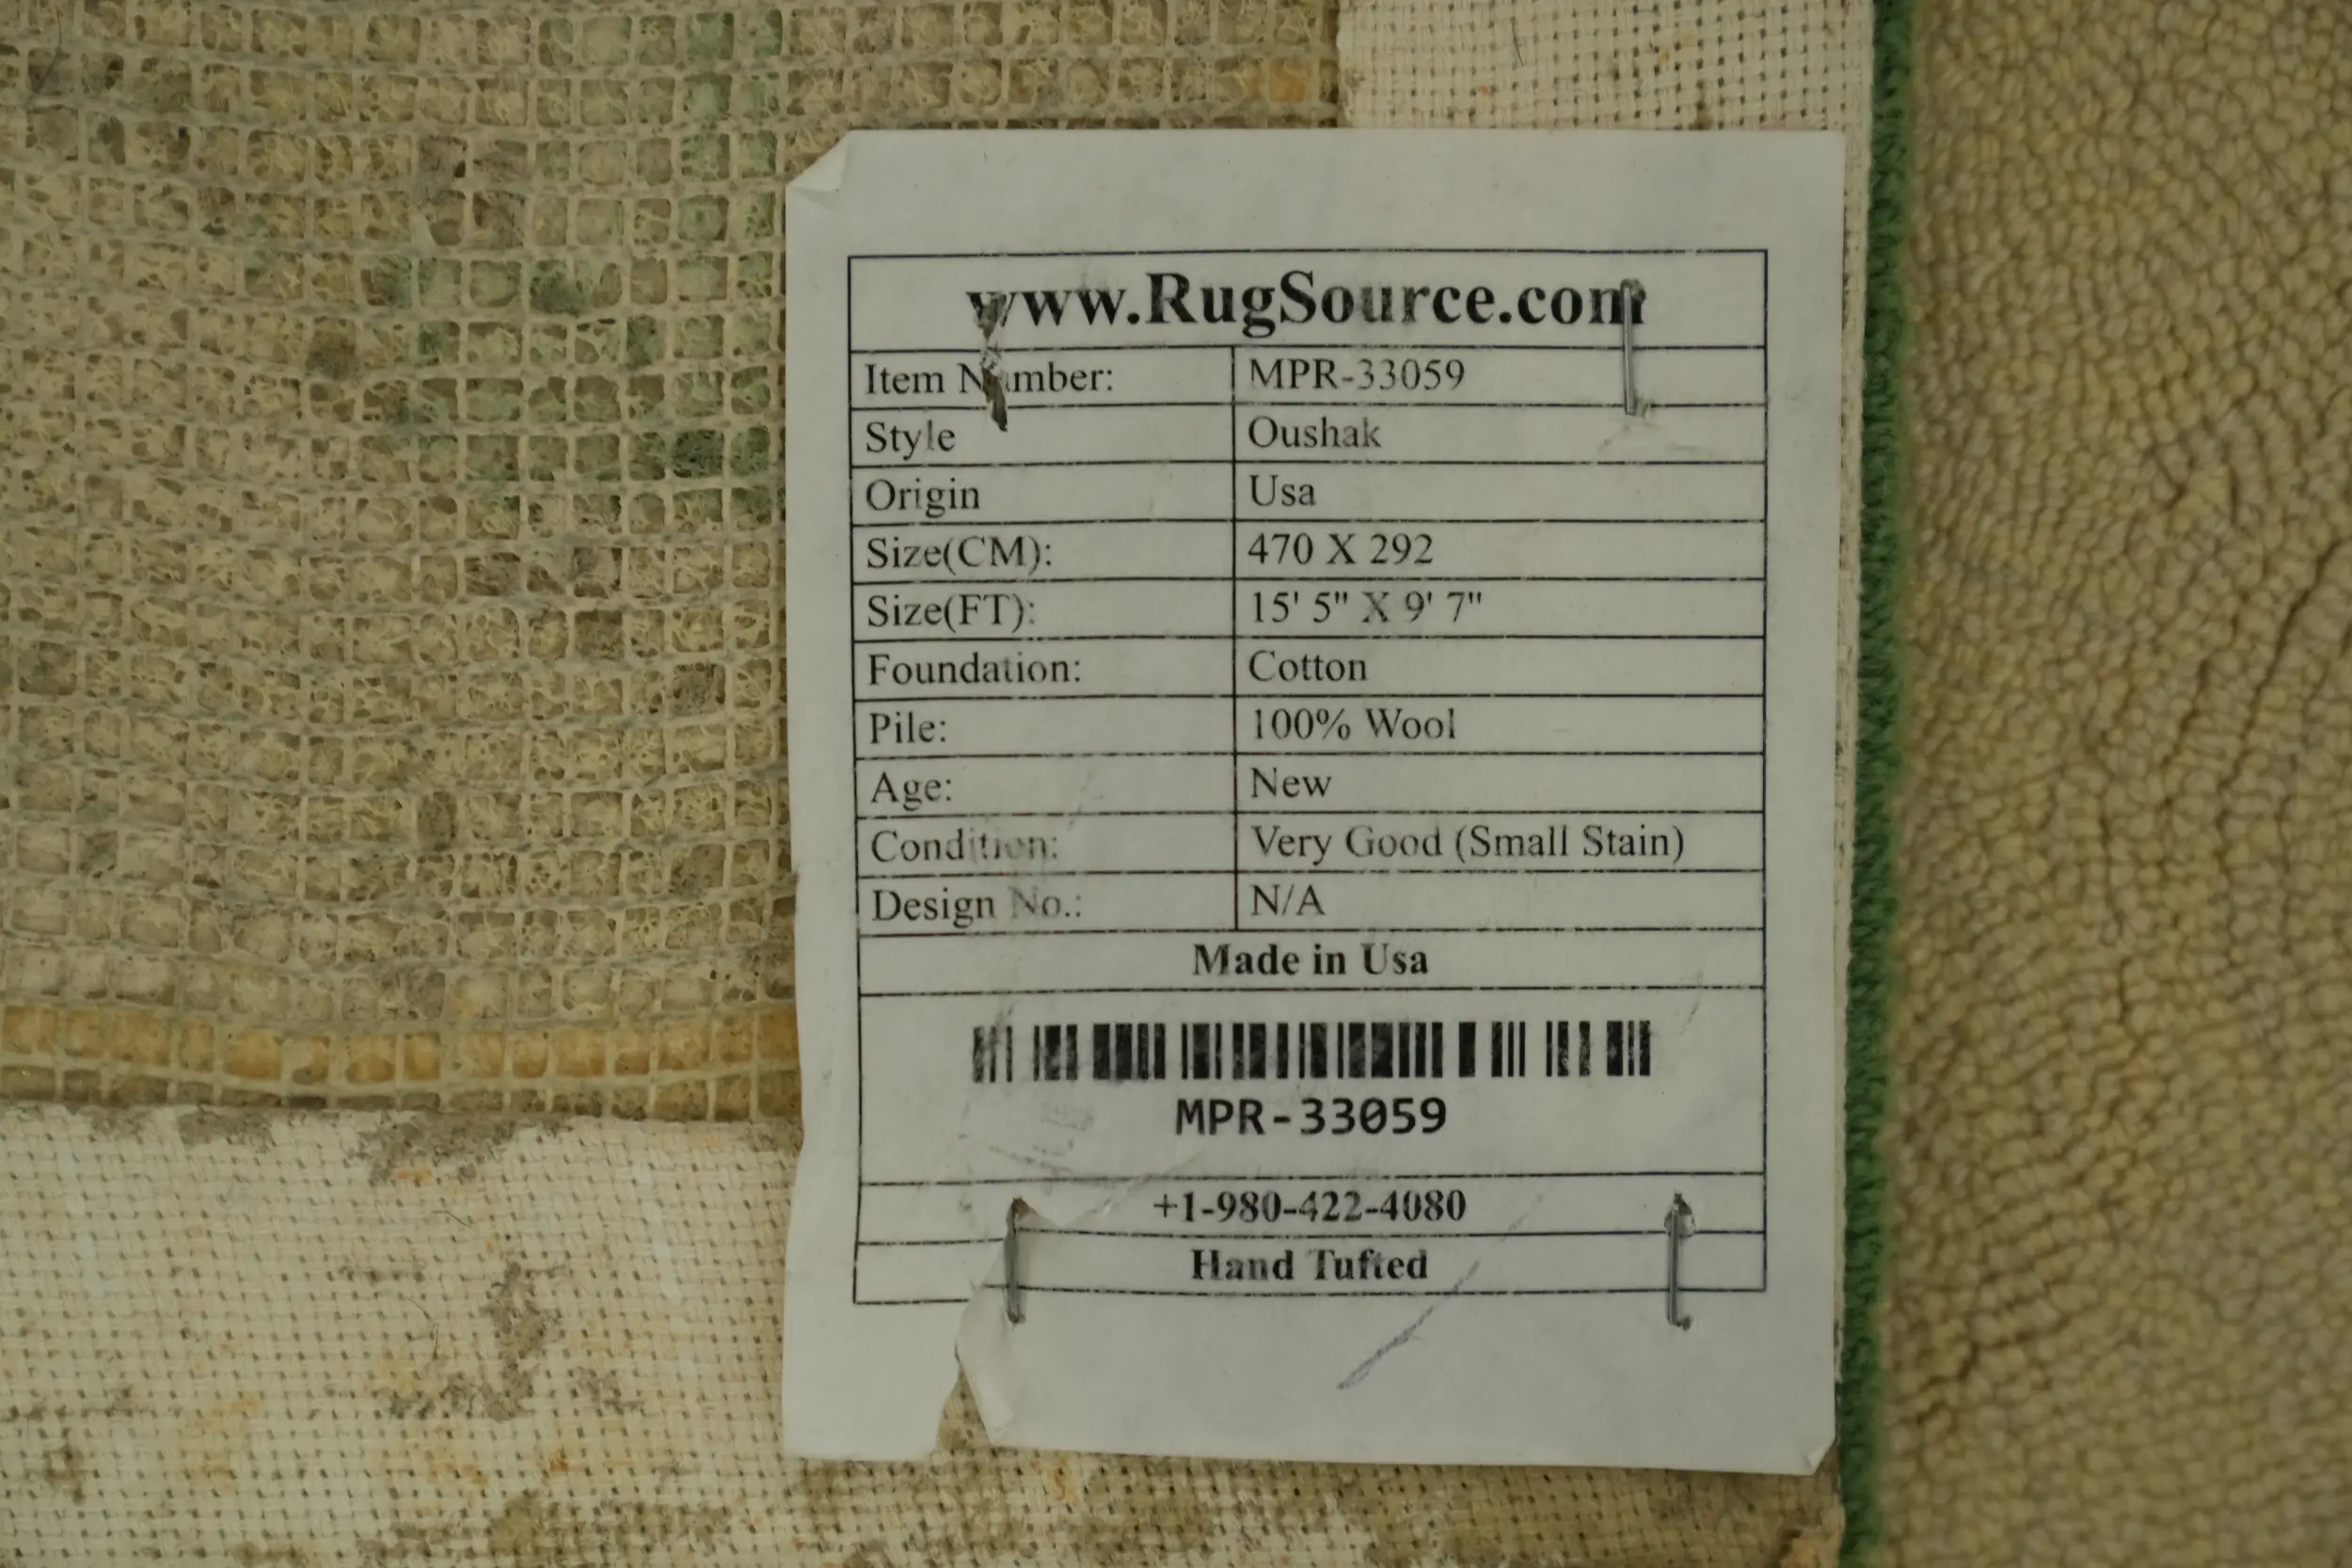 www.RugSource.com
Item Number: MPR-33059
Style Oushak
Origin Usa
Size(CM): 470 X 292
Size(FT): 15' 5" X 9' 7"
Foundation: Cotton
Pile: 100% Wool
Age: New
Condition: Very Good (Small Stain)
Design No.: N/A
Made in Usa
MPR-33059
+1-980-422-4080
Hand Tufted